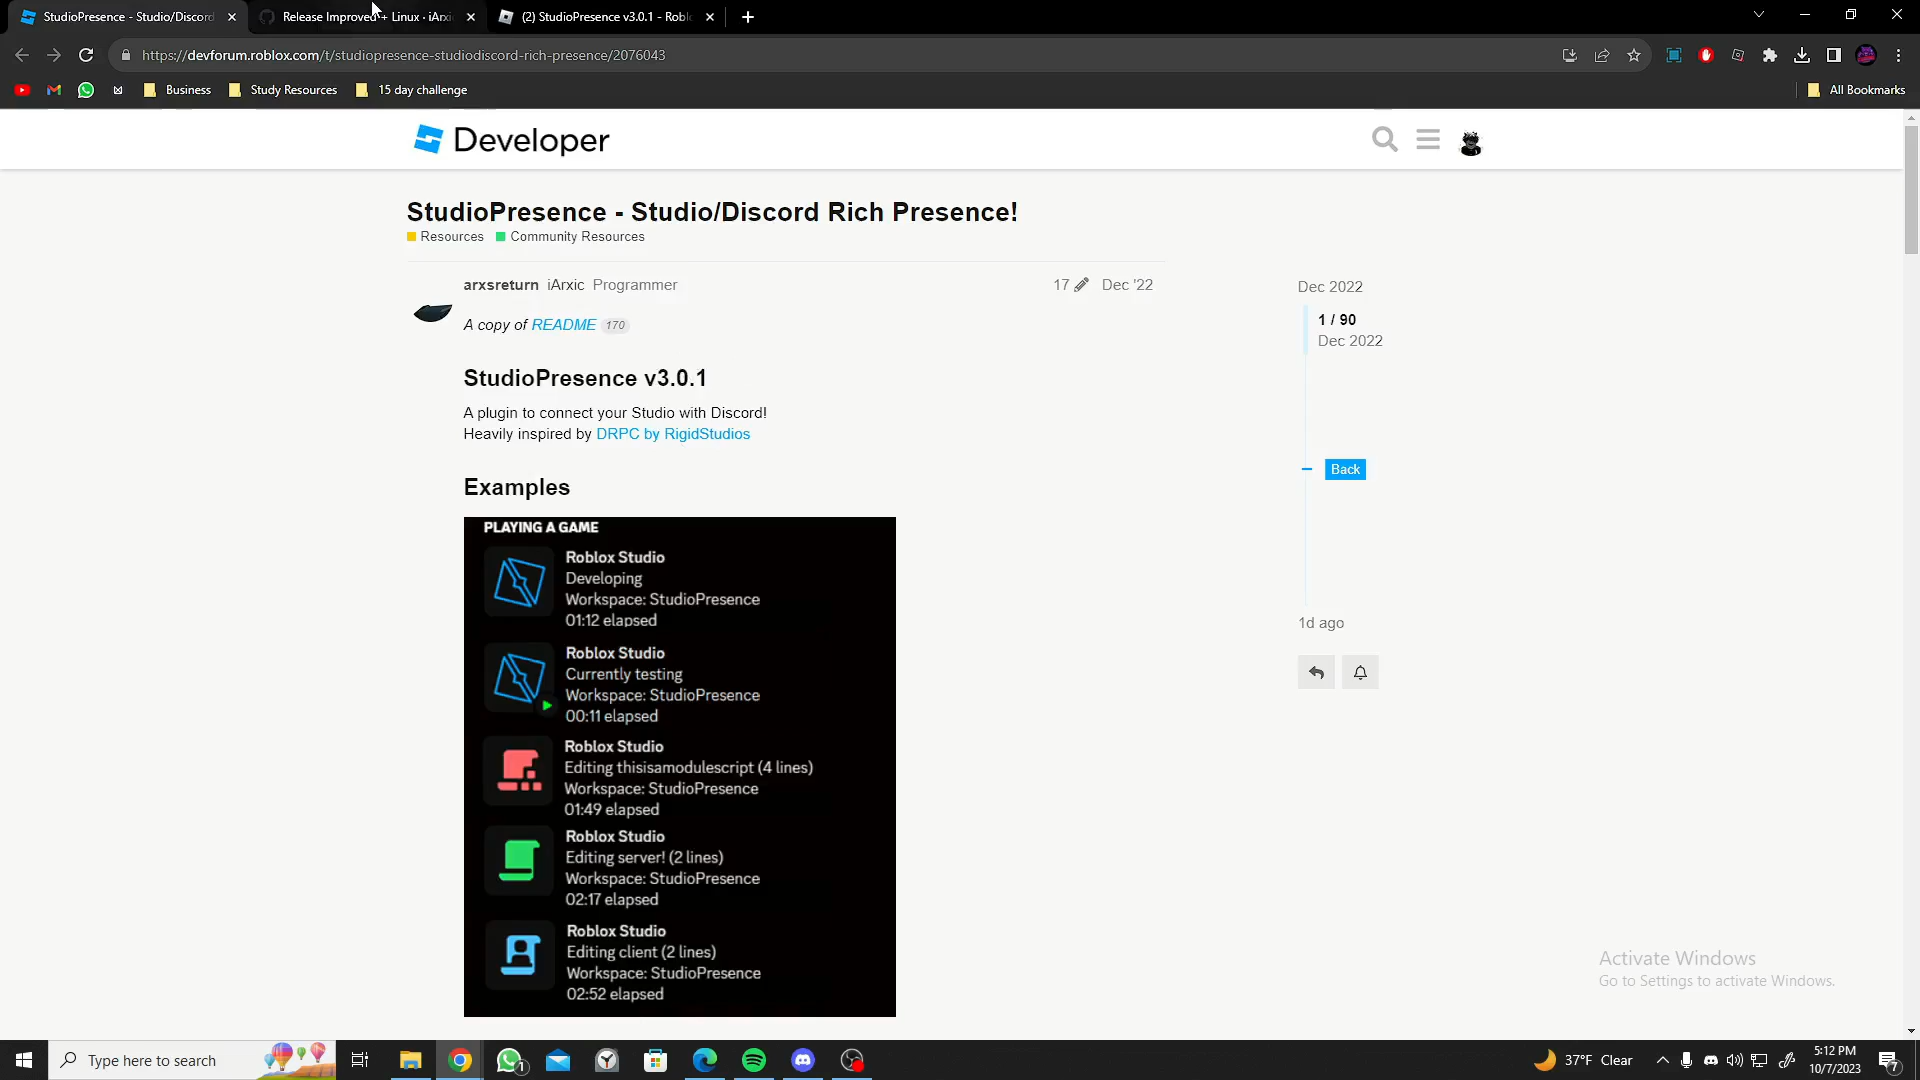 StudioPresence - Studio/Discord
Release Improved + Linux · iArxi
(2) StudioPresence v3.0.1 - Robl
https://devforum.roblox.com/t/studiopresence-studiodiscord-rich-presence/2076043
Business
Study Resources
15 day challenge
All Bookmarks
Developer
StudioPresence - Studio/Discord Rich Presence!
Resources Community Resources
arxsreturn iArxic Programmer
17 Dec '22
A copy of README 170
StudioPresence v3.0.1
A plugin to connect your Studio with Discord!
Heavily inspired by DRPC by RigidStudios
Examples
PLAYING A GAME
Roblox Studio
Developing
Workspace: StudioPresence
01:12 elapsed
Roblox Studio
Currently testing
Workspace: StudioPresence
00:11 elapsed
Roblox Studio
Editing thisisamodulescript (4 lines)
Workspace: StudioPresence
01:49 elapsed
Roblox Studio
Editing server! (2 lines)
Workspace: StudioPresence
02:17 elapsed
Roblox Studio
Editing client (2 lines)
Workspace: StudioPresence
02:52 elapsed
Dec 2022
1 / 90
Dec 2022
Back
1d ago
Activate Windows
Go to Settings to activate Windows.
Type here to search
1
37°F Clear
5:12 PM
10/7/2023
7